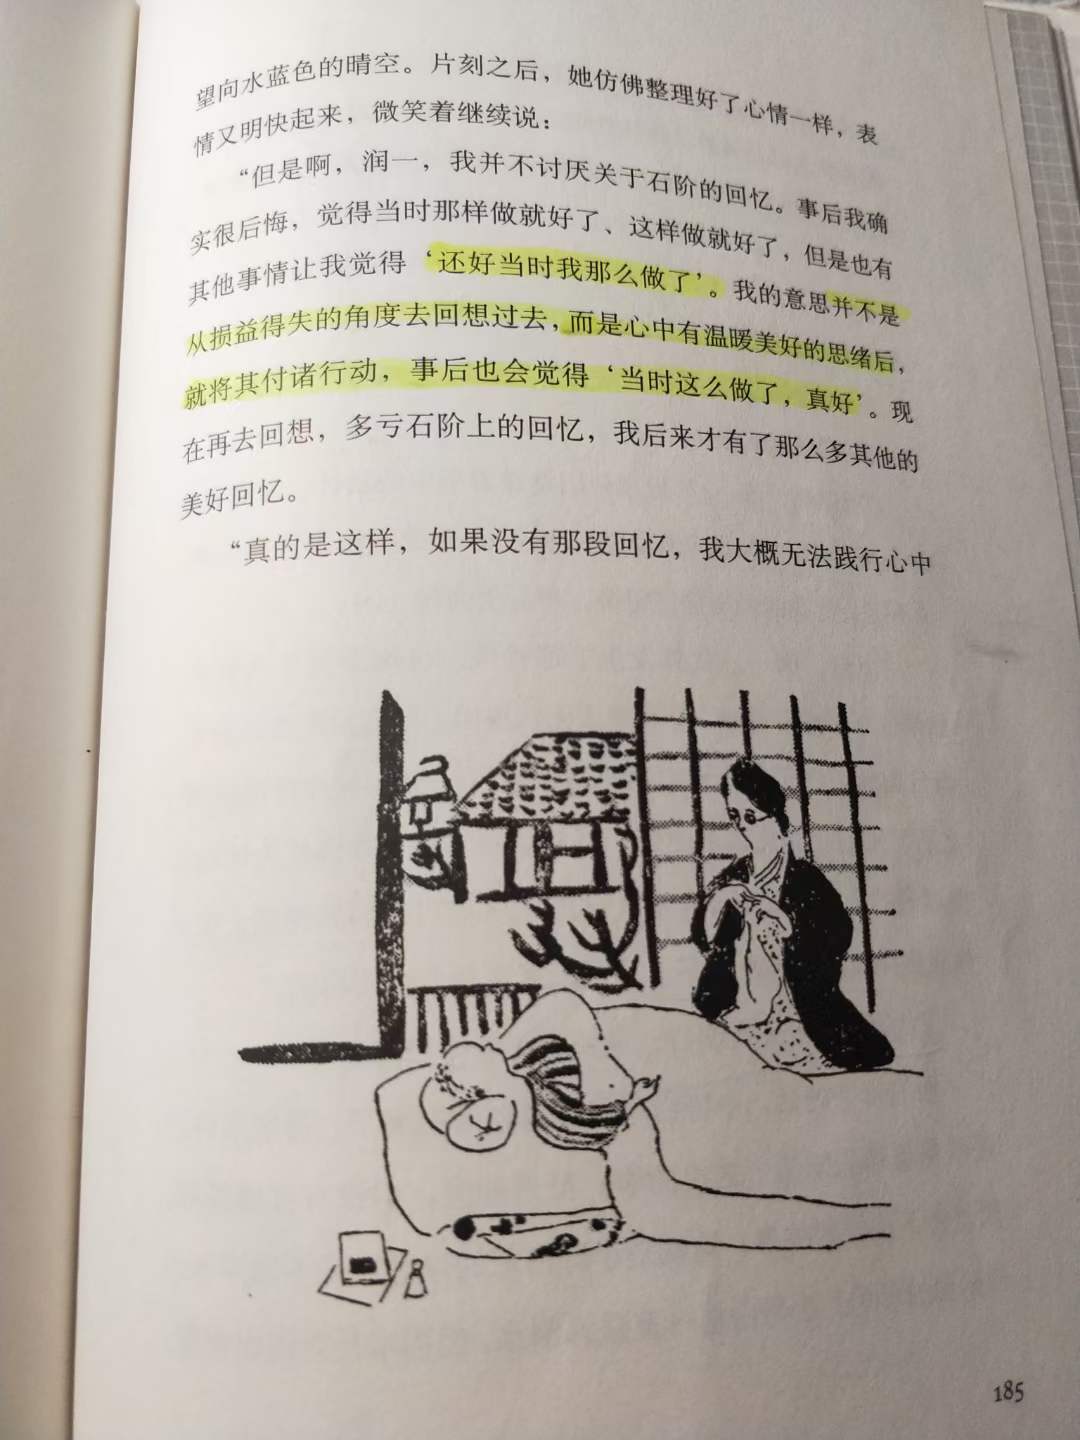 望向水蓝色的晴空。片刻之后，她仿佛整理好了心情一样，表
情又明快起来，微笑着继续说：
“但是啊，润一，我并不讨厌关于石阶的回忆。事后我确
实很后悔，觉得当时那样做就好了、这样做就好了，但是也有
其他事情让我觉得‘还好当时我那么做了’。我的意思并不是
从损益得失的角度去回想过去，而是心中有温暖美好的思绪后，
就将其付诸行动，事后也会觉得‘当时这么做了，真好’。现
在再去回想，多亏石阶上的回忆，我后来才有了那么多其他的
美好回忆。
“真的是这样，如果没有那段回忆，我大概无法践行心中
185